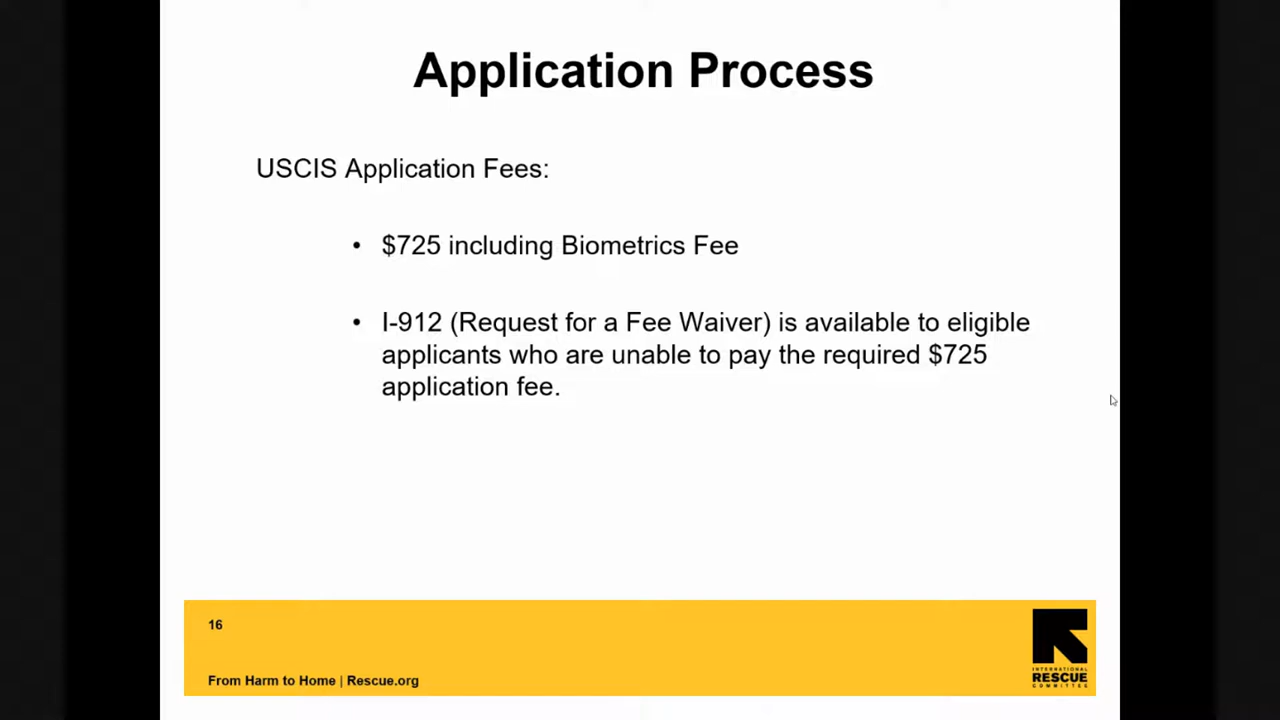 Application Process
USCIS Application Fees:
• $725 including Biometrics Fee
• I-912 (Request for a Fee Waiver) is available to eligible
applicants who are unable to pay the required $725
application fee.
16
From Harm to Home | Rescue.org
INTERNATIONAL
RESCUE
COMMITTEE